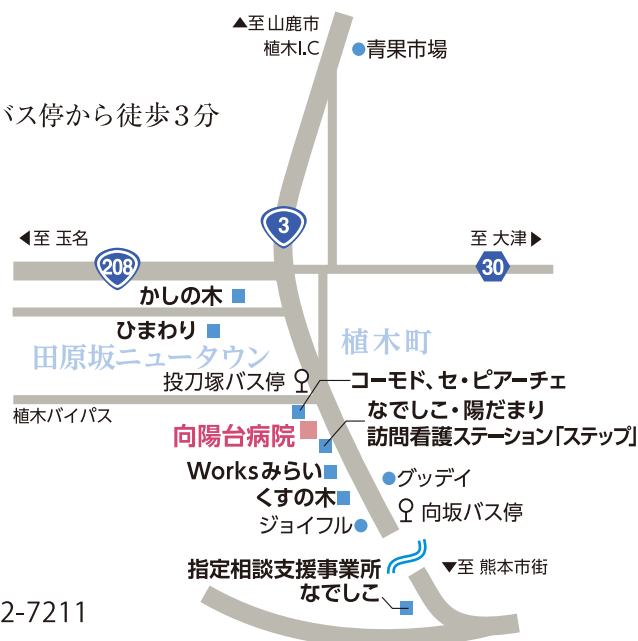 ▲至 山鹿市
植木I.C
青果市場
バス停から徒歩3分
3
◀至 玉名
至 大津▶
208
30
かしの木
ひまわり
植木町
田原坂ニュータウン
投刀塚バス停
コーモド、セ・ピアーチェ
植木バイパス
なでしこ・陽だまり
向陽台病院
訪問看護ステーション「ステップ」
Worksみらい
グッデイ
くすの木
向坂バス停
ジョイフル
指定相談支援事業所
▼至 熊本市街
なでしこ
2-7211